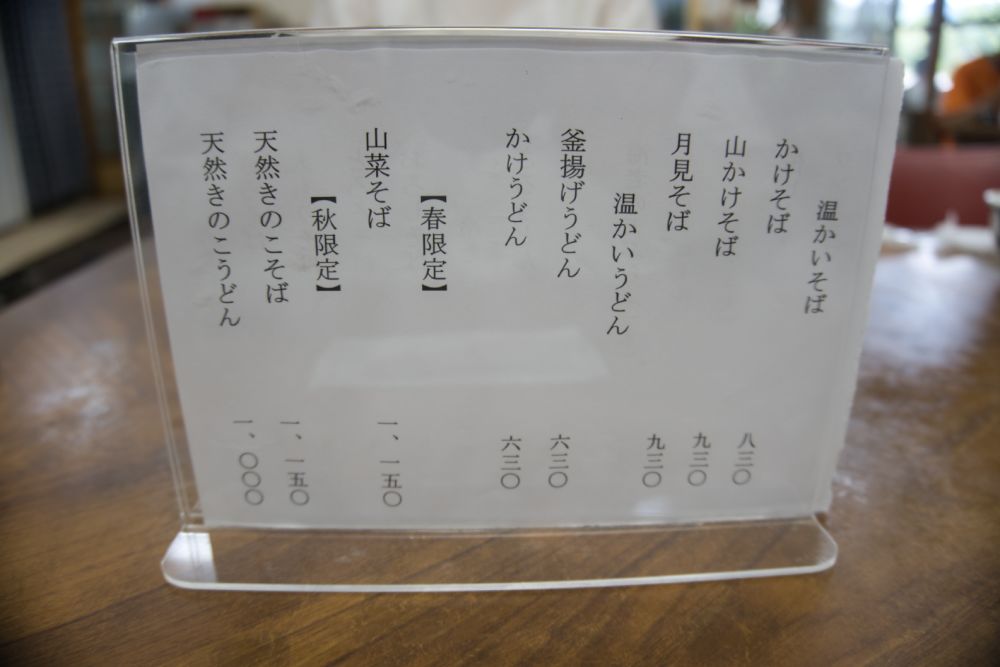 温かいそば
かけそば 八三〇
山かけそば 九三〇
月見そば 九三〇
温かいうどん
釜揚げうどん 六三〇
かけうどん 六三〇
【春限定】
山菜そば 一、一五〇
【秋限定】
天然きのこそば 一、一五〇
天然きのこうどん 一、〇〇〇